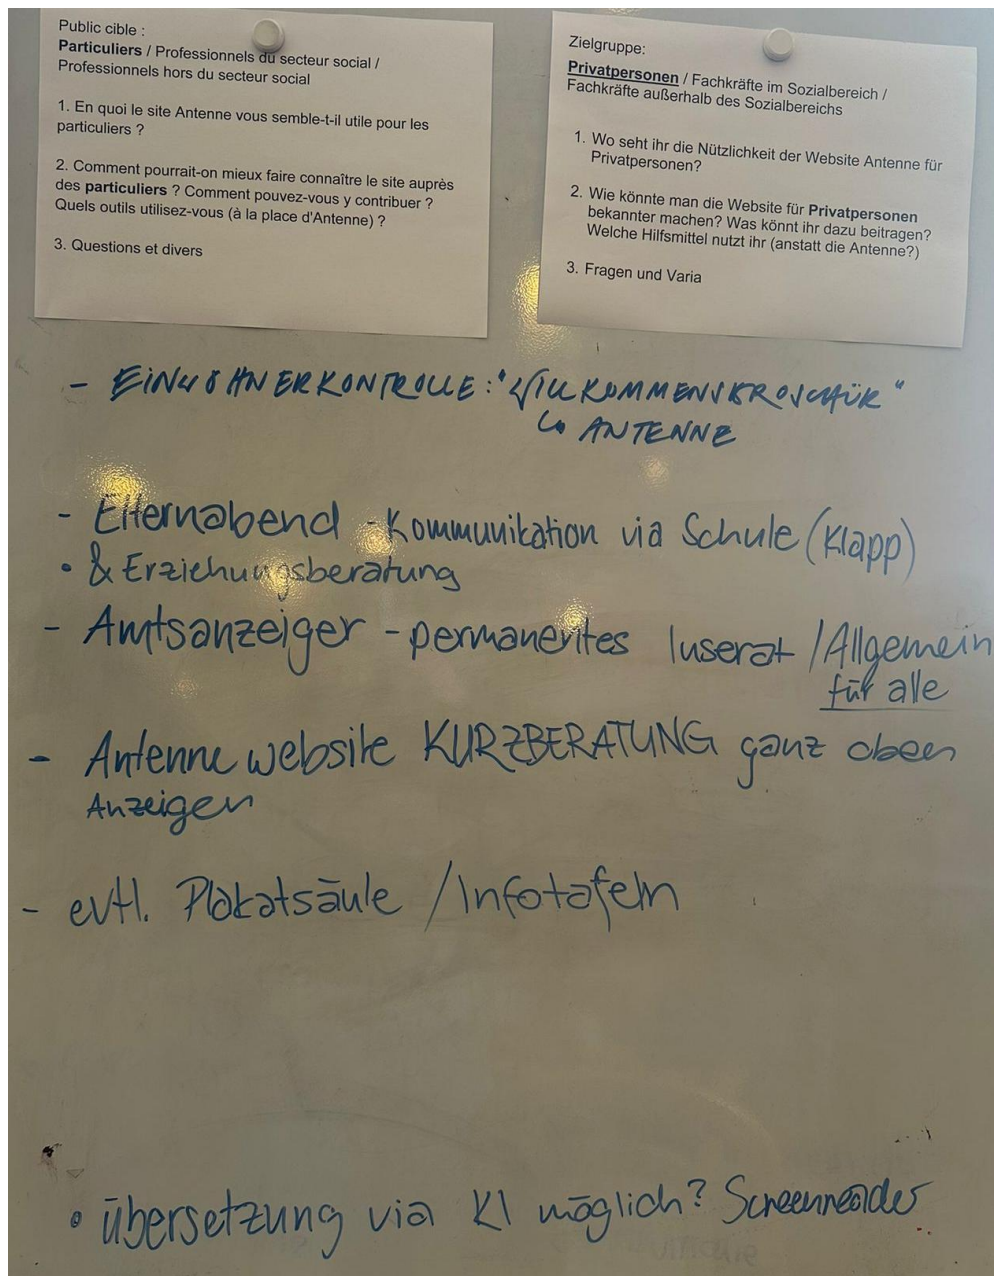 Public cible :
Particuliers / Professionnels du secteur social /
Professionnels hors du secteur social
1. En quoi le site Antenne vous semble-t-il utile pour les
particuliers ?
2. Comment pourrait-on mieux faire connaître le site auprès
des particuliers ? Comment pouvez-vous y contribuer ?
Quels outils utilisez-vous (à la place d'Antenne) ?
3. Questions et divers
Zielgruppe:
Privatpersonen / Fachkräfte im Sozialbereich /
Fachkräfte außerhalb des Sozialbereichs
1. Wo seht ihr die Nützlichkeit der Website Antenne für
Privatpersonen?
2. Wie könnte man die Website für Privatpersonen
bekannter machen? Was könnt ihr dazu beitragen?
Welche Hilfsmittel nutzt ihr (anstatt die Antenne?)
3. Fragen und Varia
- EINWOHNERKONTROLLE: "WILLKOMMENSBROSCHÜR"
↳ ANTENNE
- Elternabend - Kommunikation via Schule (Klapp)
• & Erziehungsberatung
- Amtsanzeiger - permanentes Inserat / Allgemein
für alle
- Antenne website KURZBERATUNG ganz oben
Anzeigen
- evtl. Plakatsäule / Infotafeln
• übersetzung via KI möglich? Screenreader